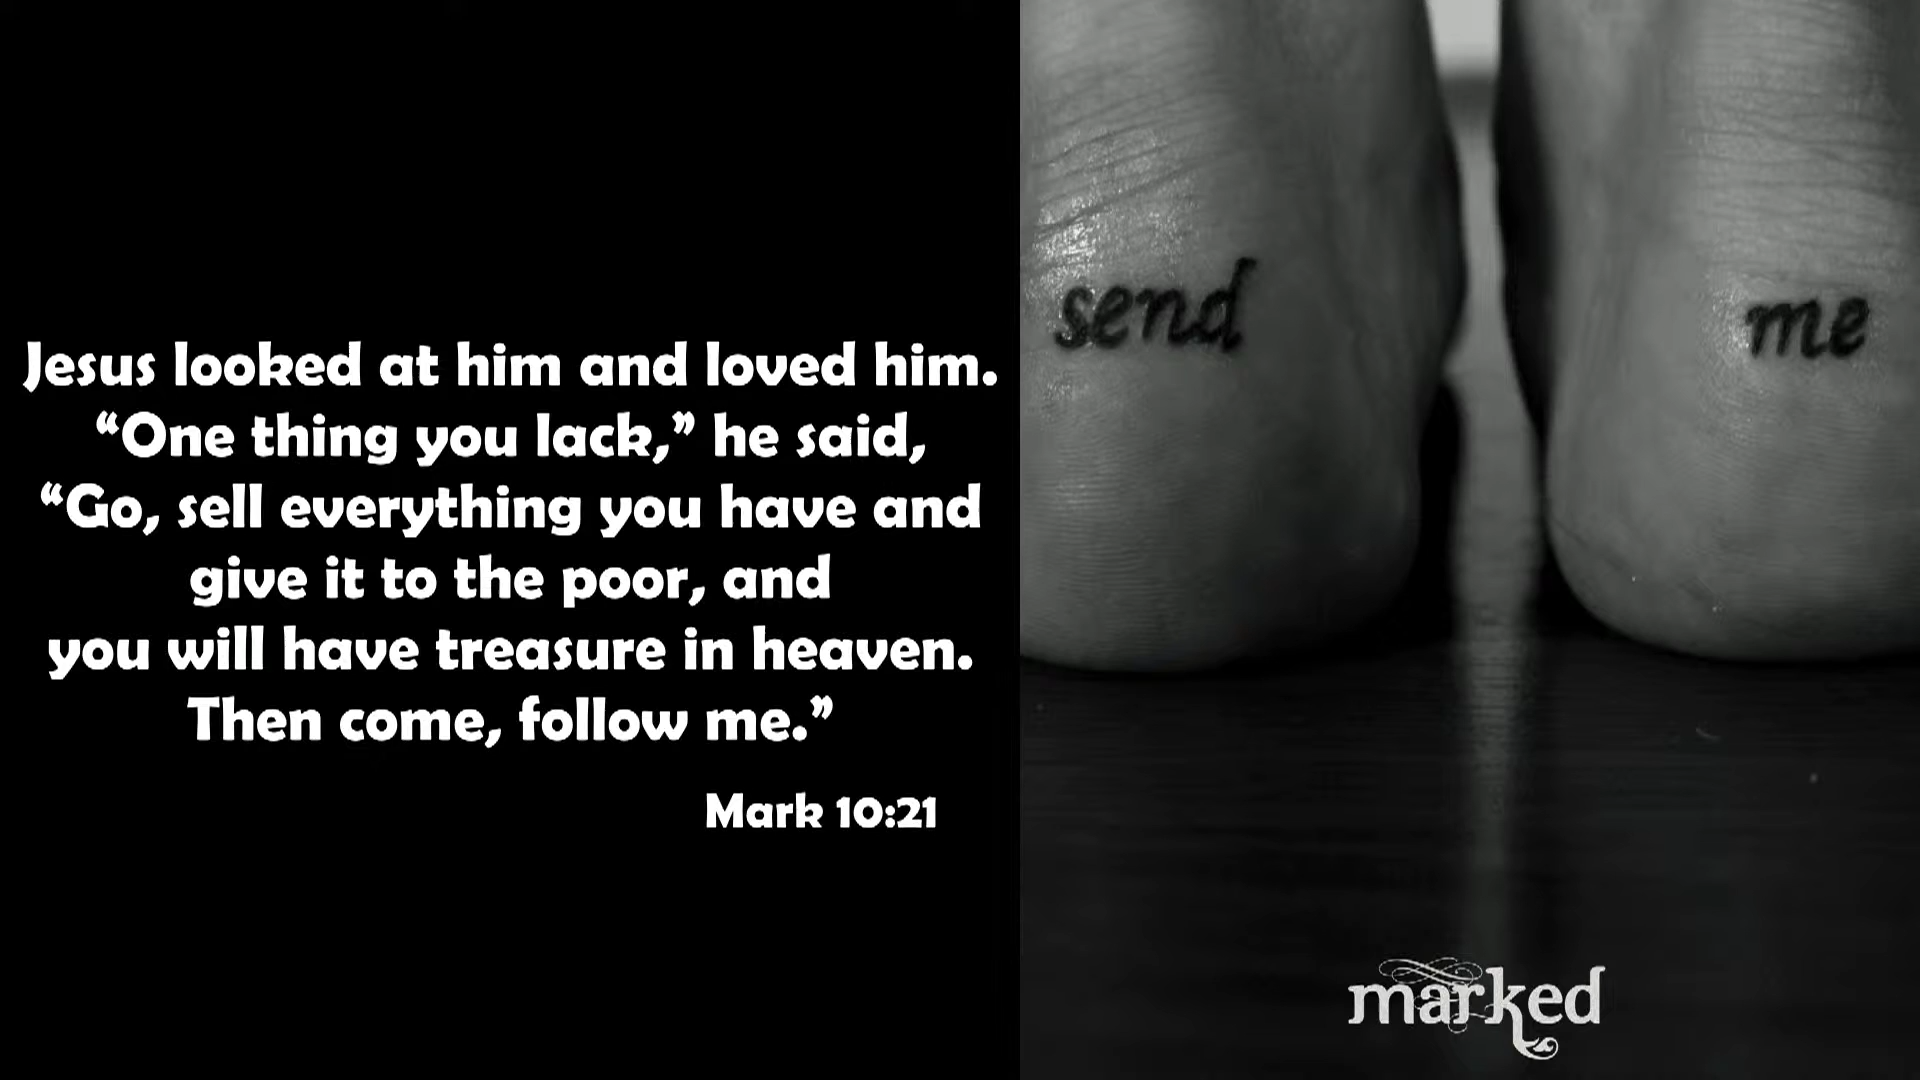 Jesus looked at him and loved him.
“One thing you lack,” he said,
“Go, sell everything you have and
give it to the poor, and
you will have treasure in heaven.
Then come, follow me.”
Mark 10:21
send me
marked